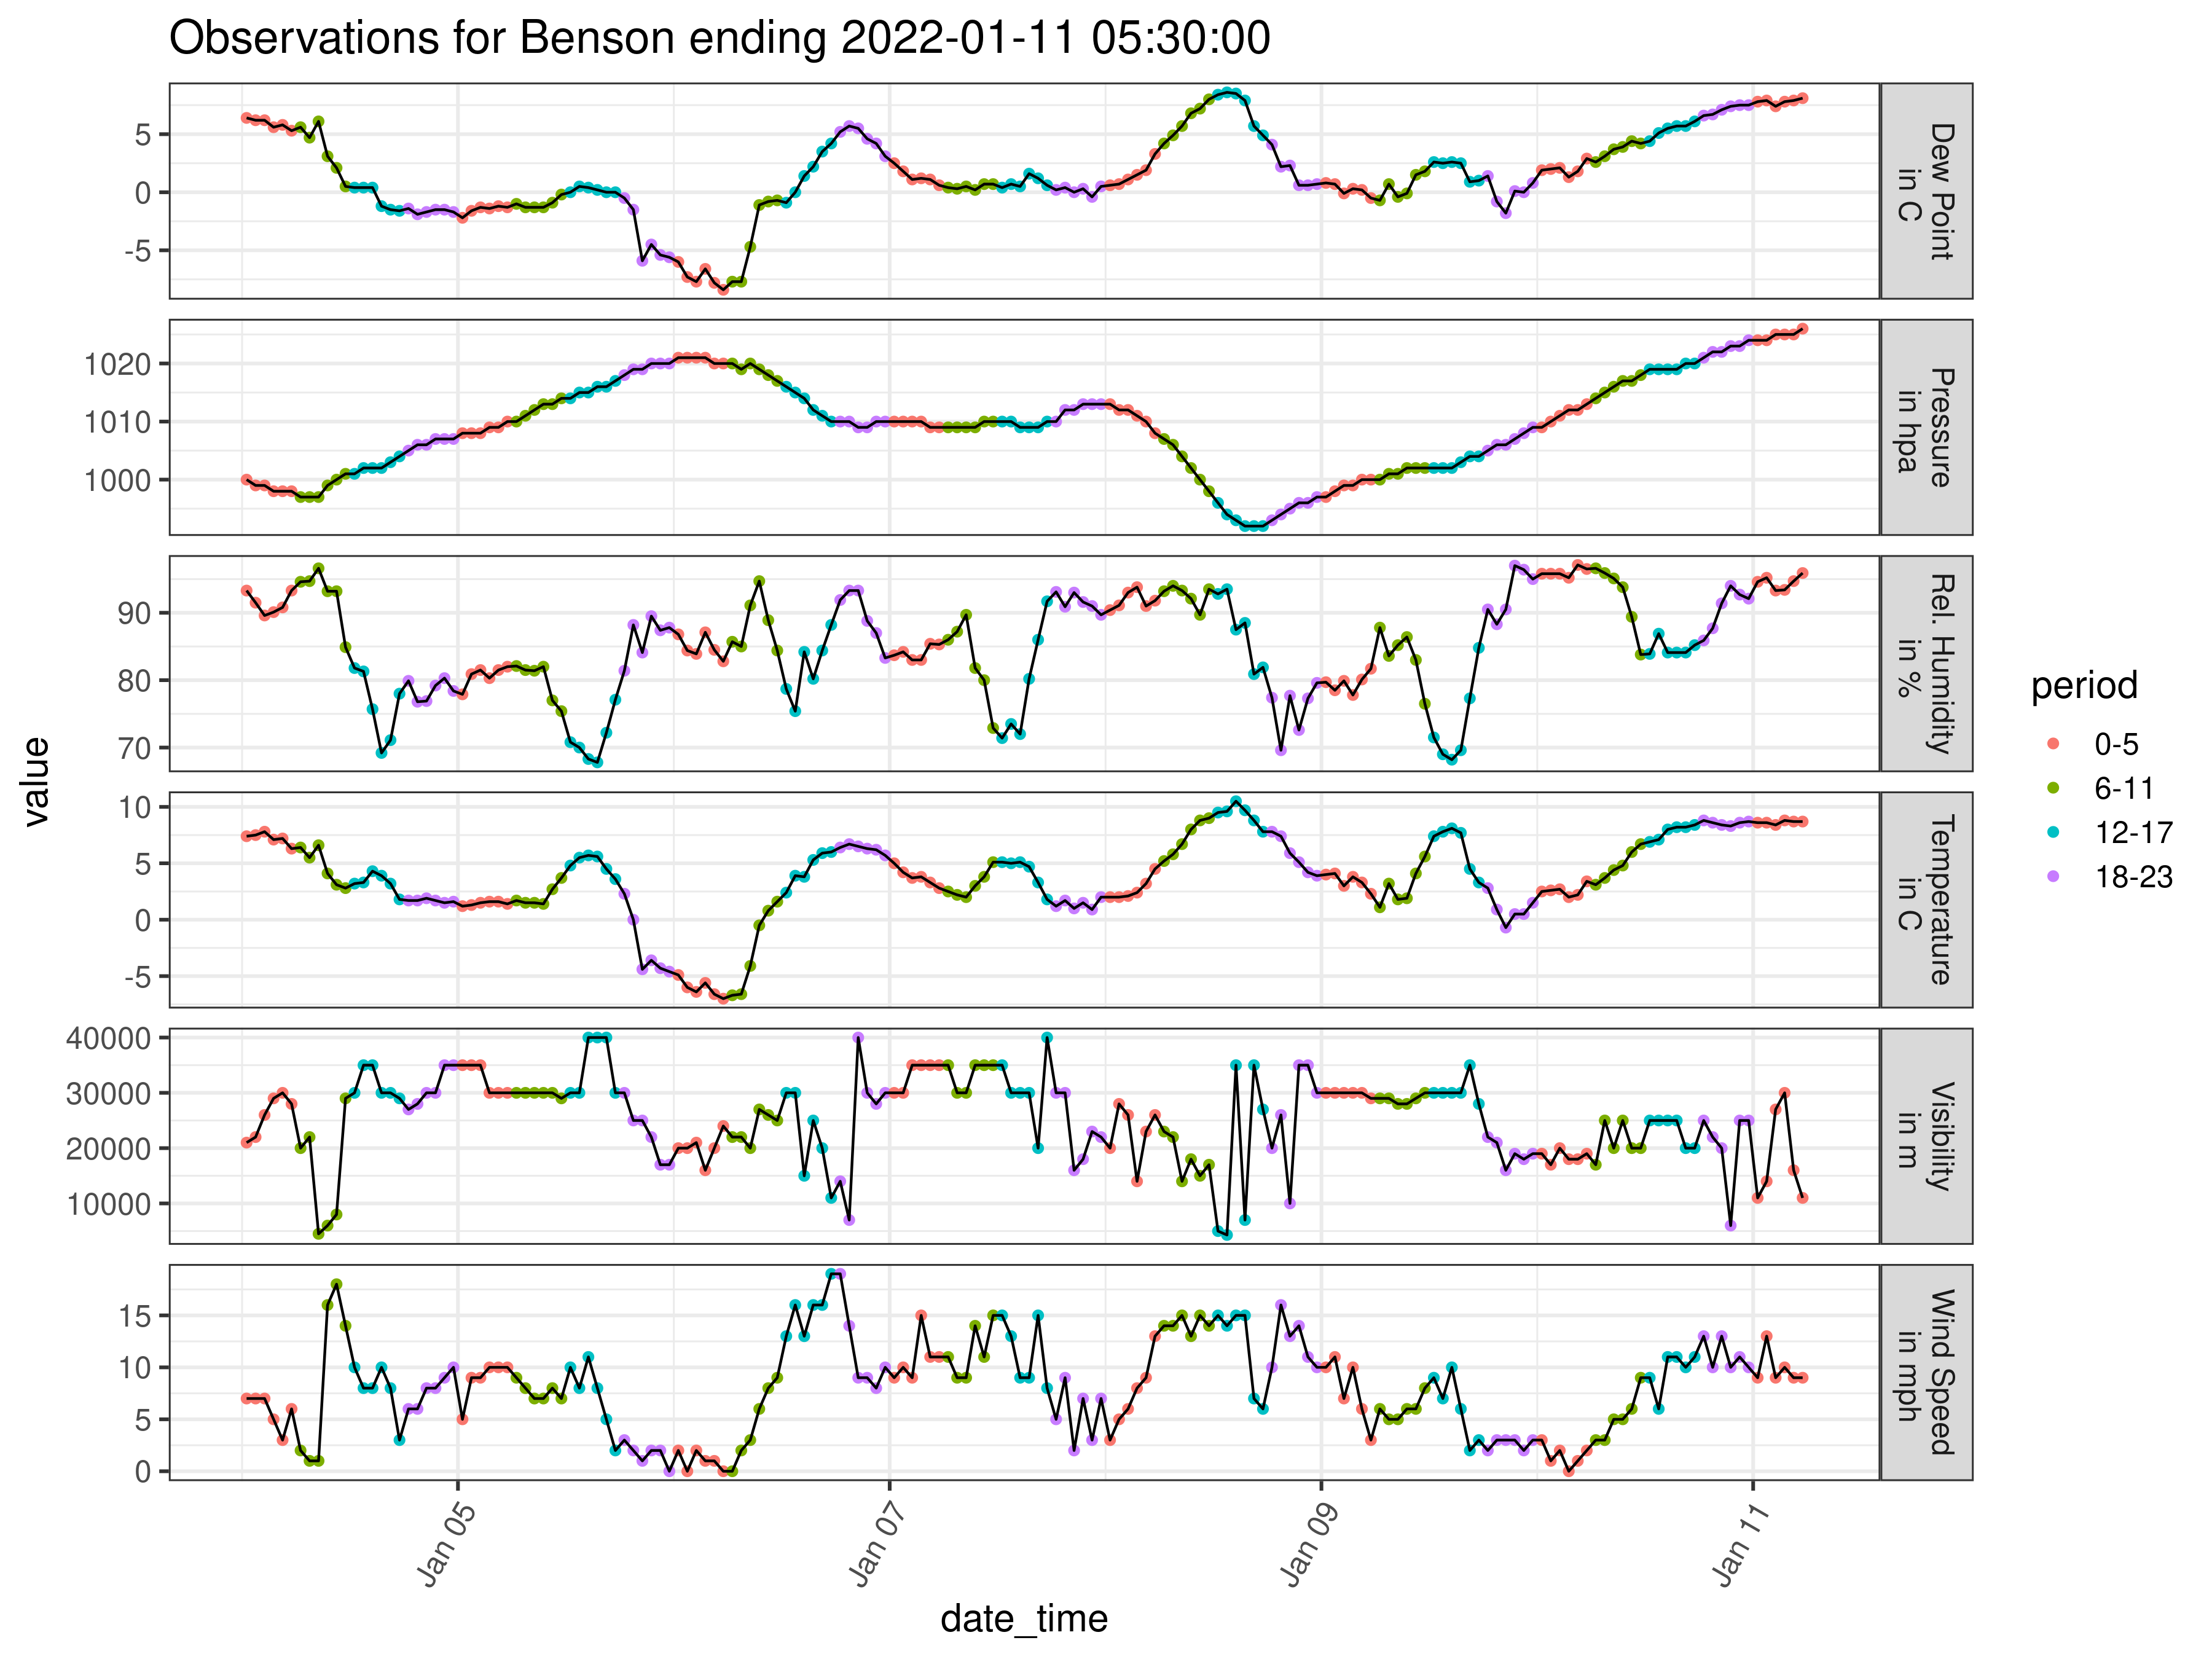 Observations for Benson ending 2022-01-11 05:30:00
value
5
0
-5
Dew Point
in C
1020
1010
1000
Pressure
in hpa
90
80
70
Rel. Humidity
in %
10
5
0
-5
Temperature
in C
40000
30000
20000
10000
Visibility
in m
15
10
5
0
Wind Speed
in mph
Jan 05
Jan 07
Jan 09
Jan 11
date_time
period
0-5
6-11
12-17
18-23